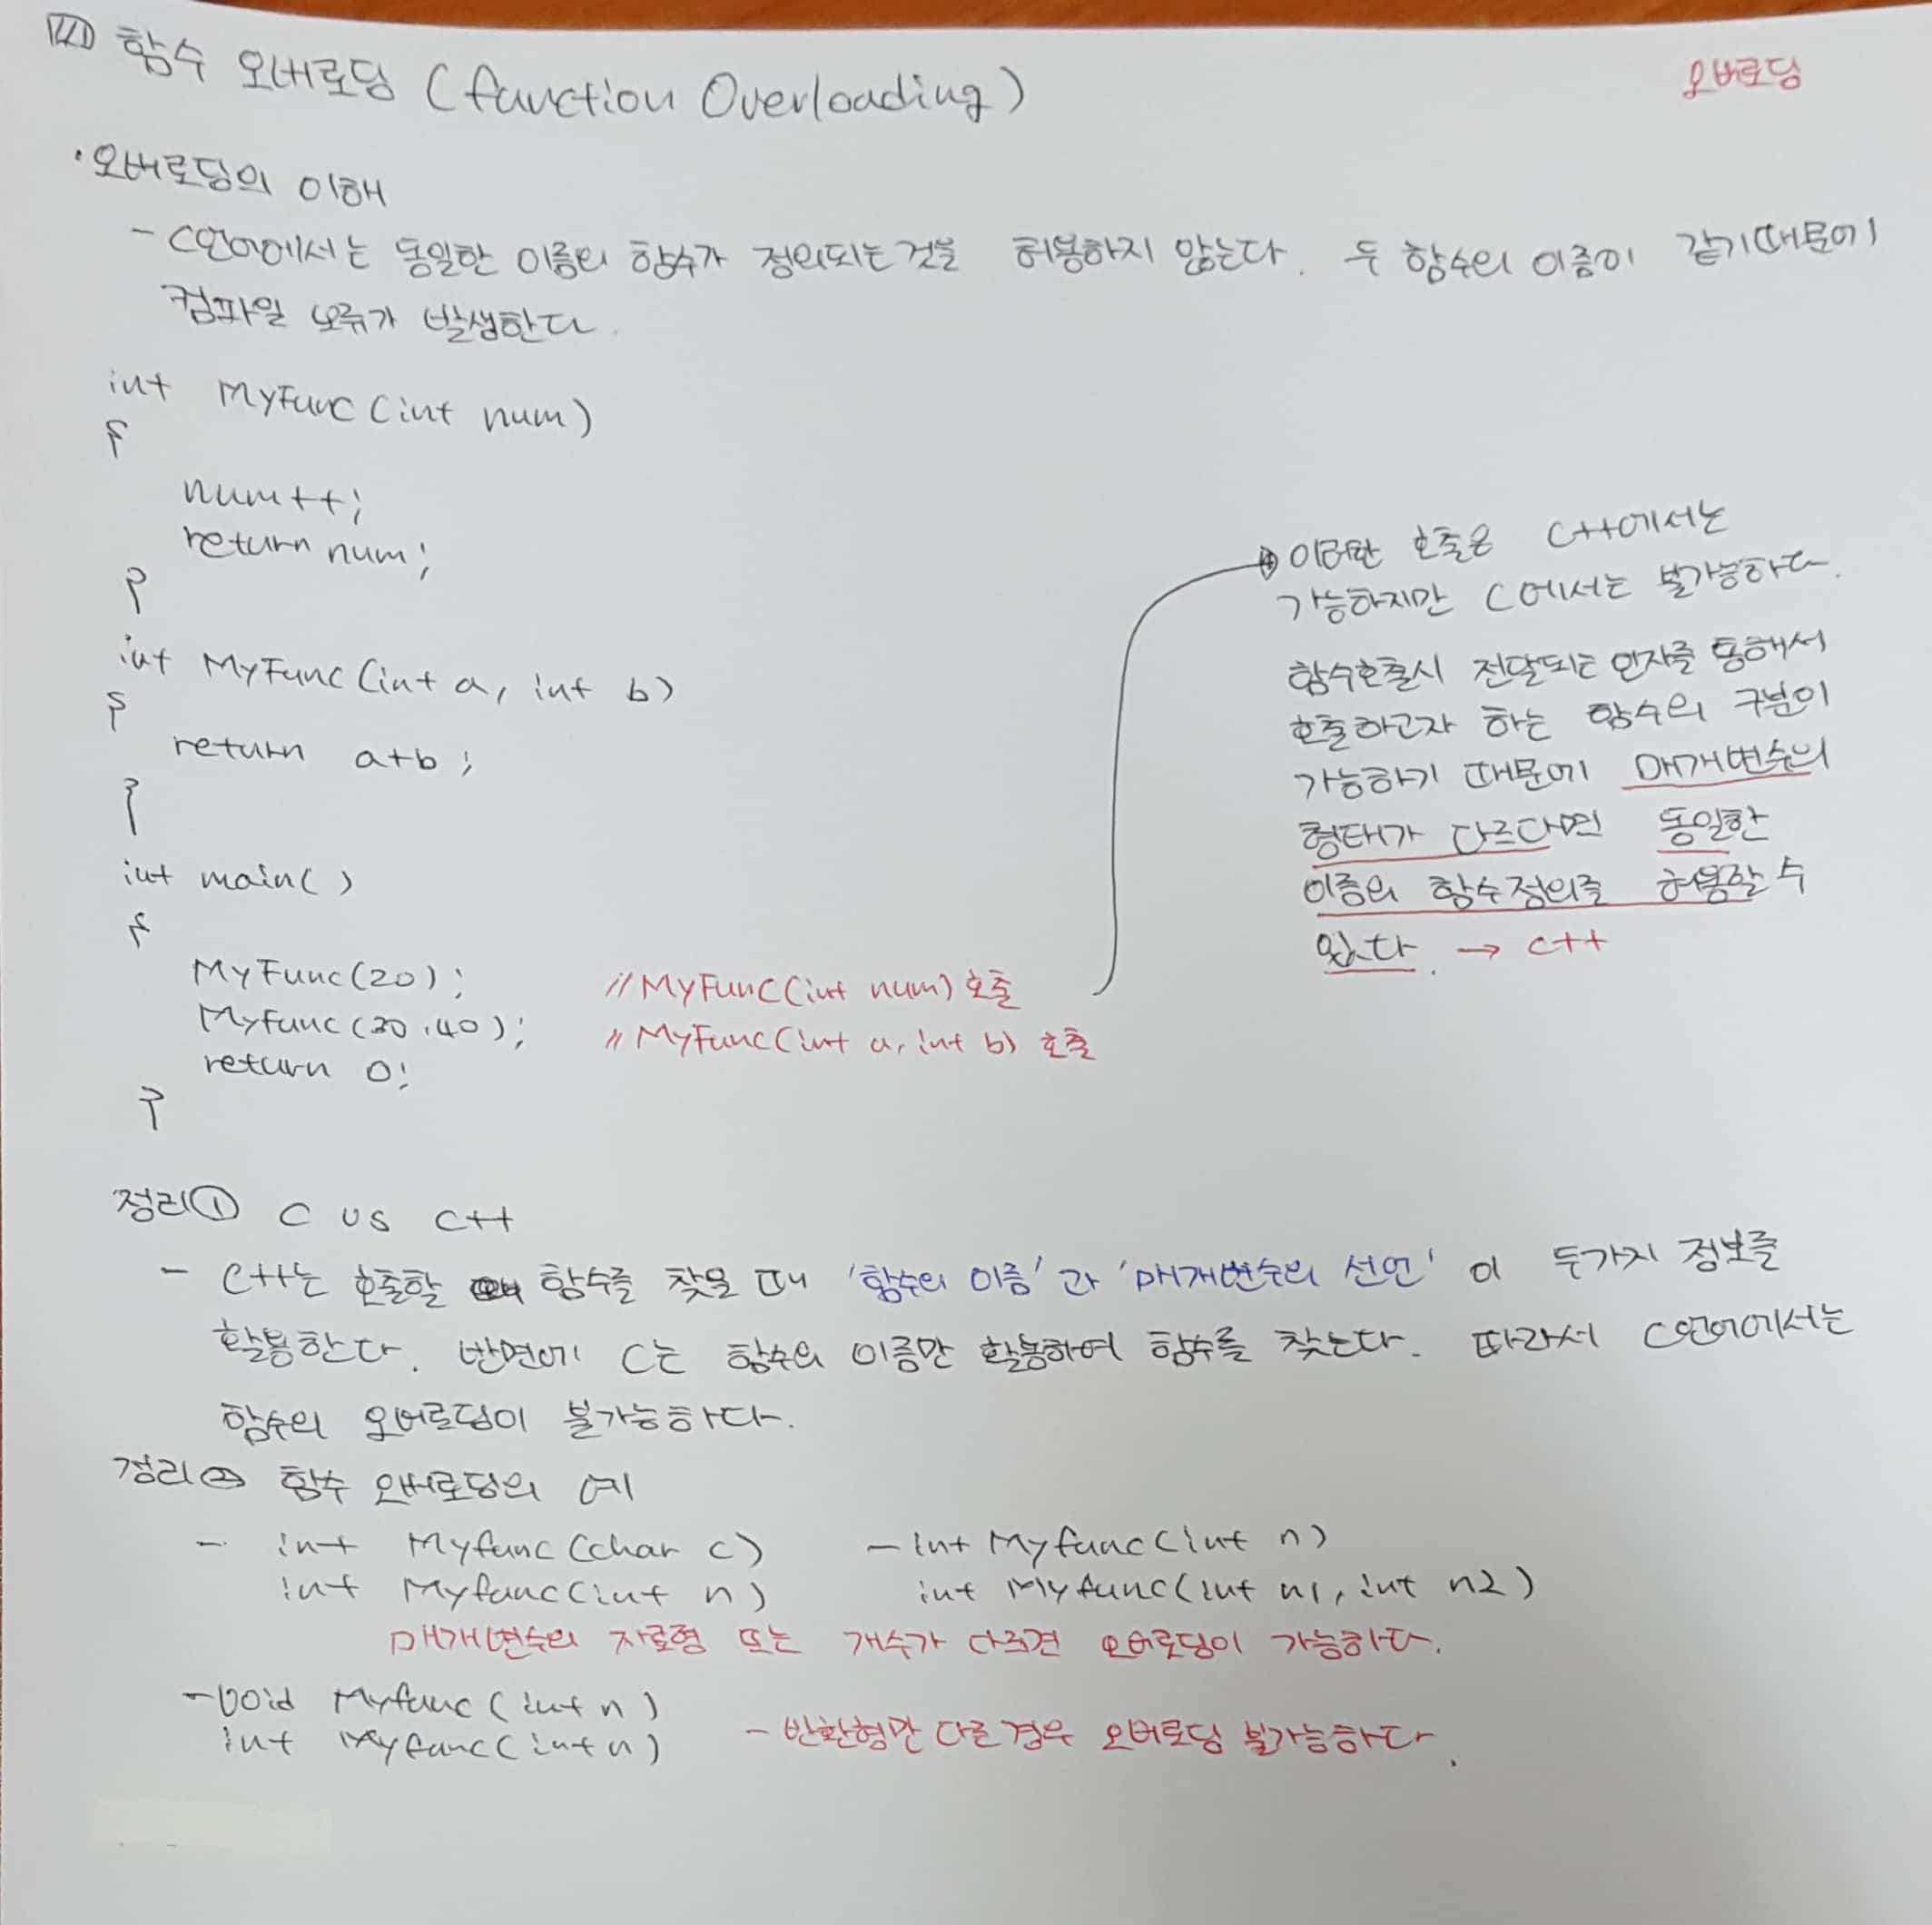 함수 오버로딩 (function Overloading)
오버로딩
· 오버로딩의 이해
- C언어에서는 동일한 이름의 함수가 정의되는것을 허용하지 않는다. 두 함수의 이름이 같기때문에
컴파일 오류가 발생한다.
int MyFunc(int num)
{
num++;
return num;
}
int MyFunc(int a, int b)
{
return a+b;
}
int main()
{
MyFunc(20); //MyFunc(int num) 호출
Myfunc(30,40); //MyFunc(int a, int b) 호출
return 0;
}
이러한 호출은 C++에서는
가능하지만 C에서는 불가능하다.
함수호출시 전달되는 인자를 통해서
호출하고자 하는 함수의 구분이
가능하기 때문에 매개변수의
형태가 다르다면 동일한
이름의 함수정의를 허용할 수
있다. → C++
정리① C vs C++
- C++는 호출할 함수를 찾을 때 '함수의 이름'과 '매개변수의 선언' 이 두가지 정보를
활용한다. 반면에 C는 함수의 이름만 활용하여 함수를 찾는다. 따라서 C언어에서는
함수의 오버로딩이 불가능하다.
정리② 함수 오버로딩의 예
- int Myfunc(char c) - int Myfunc(int n)
int Myfunc(int n) int Myfunc(int n1, int n2)
매개변수의 자료형 또는 개수가 다르면 오버로딩이 가능하다.
- void Myfunc(int n)
int Myfunc(int n) - 반환형만 다른경우 오버로딩 불가능하다.